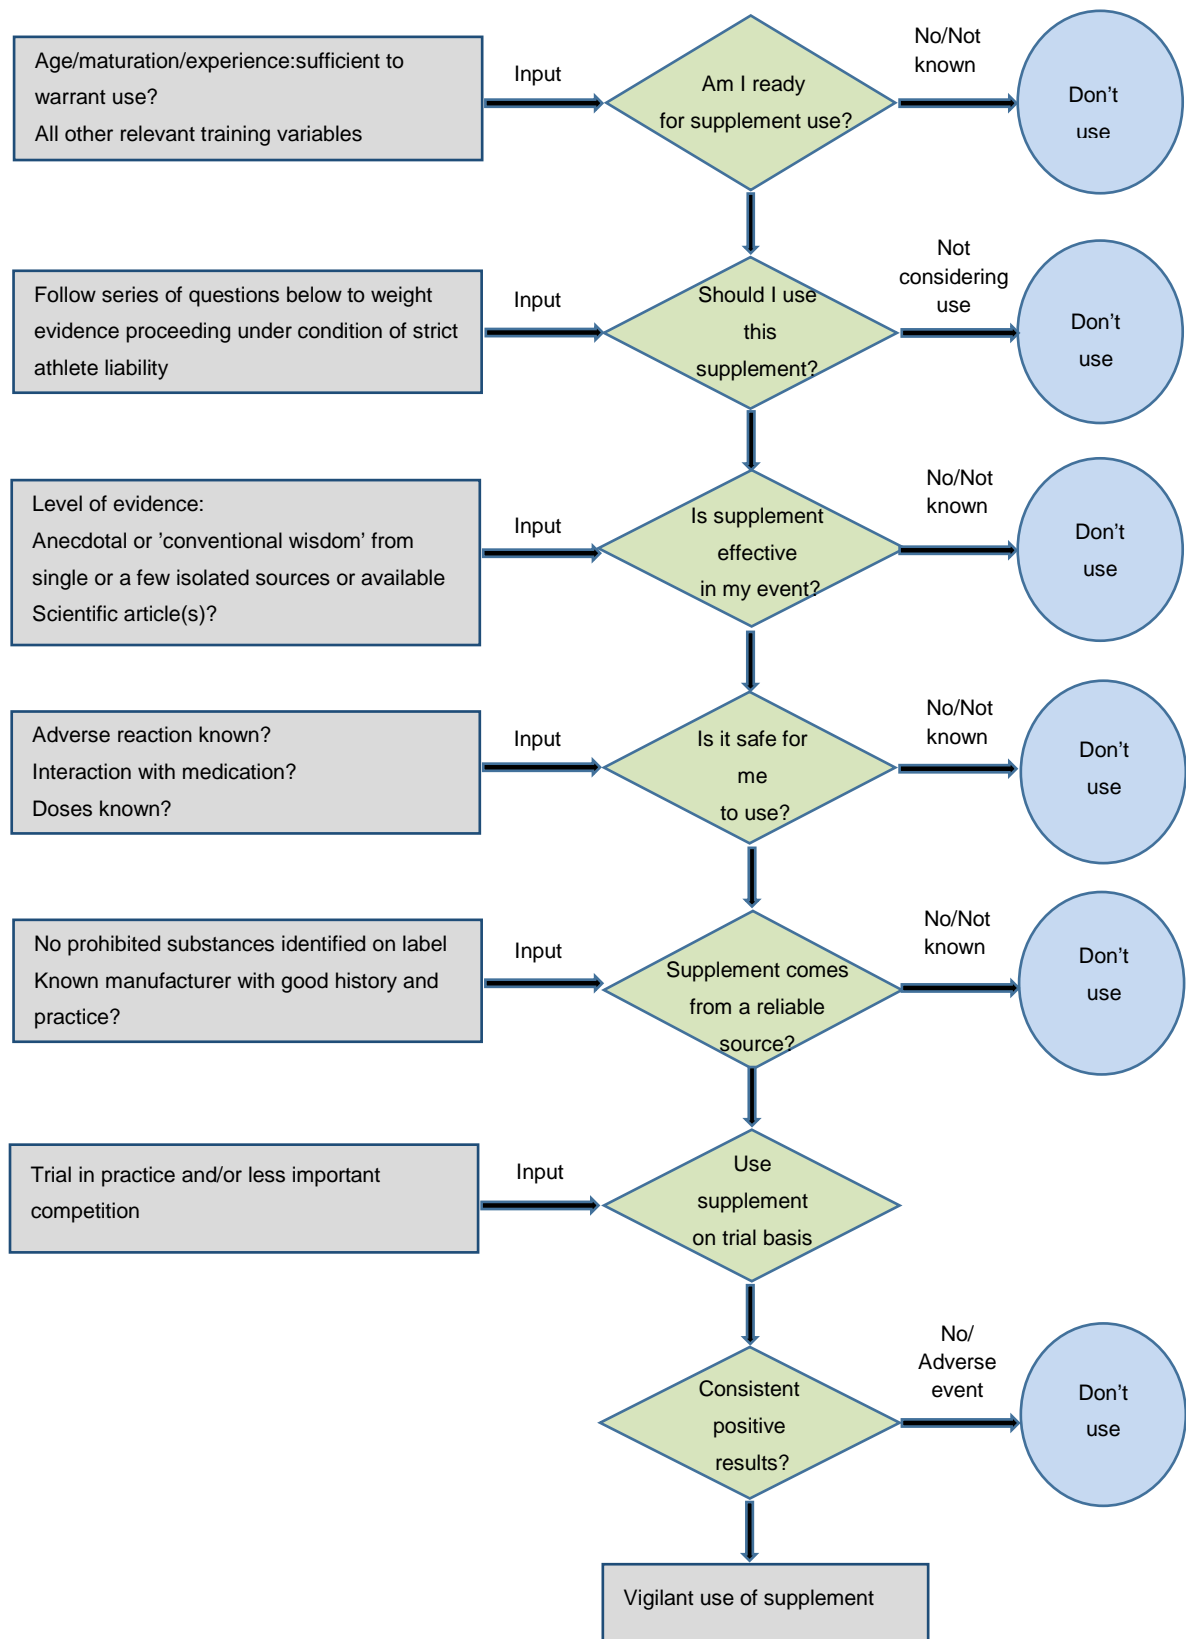 Age/maturation/experience:sufficient to
warrant use?
All other relevant training variables
Input
Am I ready
for supplement use?
No/Not
known
Don’t
use
Follow series of questions below to weight
evidence proceeding under condition of strict
athlete liability
Input
Should I use
this
supplement?
Not
considering
use
Don’t
use
Level of evidence:
Anecdotal or ’conventional wisdom’ from
single or a few isolated sources or available
Scientific article(s)?
Input
Is supplement
effective
in my event?
No/Not
known
Don’t
use
Adverse reaction known?
Interaction with medication?
Doses known?
Input
Is it safe for
me
to use?
No/Not
known
Don’t
use
No prohibited substances identified on label
Known manufacturer with good history and
practice?
Input
Supplement comes
from a reliable
source?
No/Not
known
Don’t
use
Trial in practice and/or less important
competition
Input
Use
supplement
on trial basis
Consistent
positive
results?
No/
Adverse
event
Don’t
use
Vigilant use of supplement